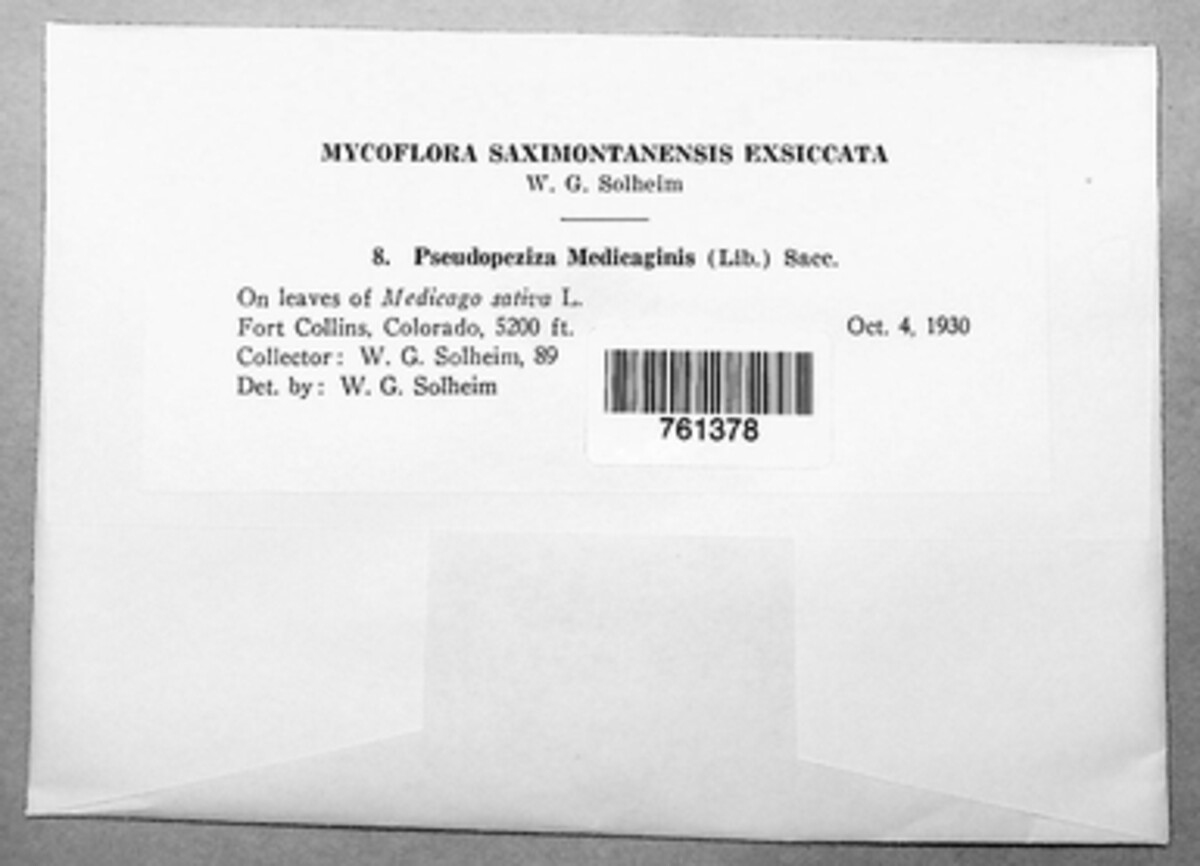 MYCOFLORA SAXIMONTANENSIS EXSICCATA
W. G. Solheim
8. Pseudopeziza Medicaginis (Lib.) Sacc.
On leaves of Medicago sativa L.
Fort Collins, Colorado, 5200 ft. Oct. 4, 1930
Collector: W. G. Solheim, 89
Det. by: W. G. Solheim
761378